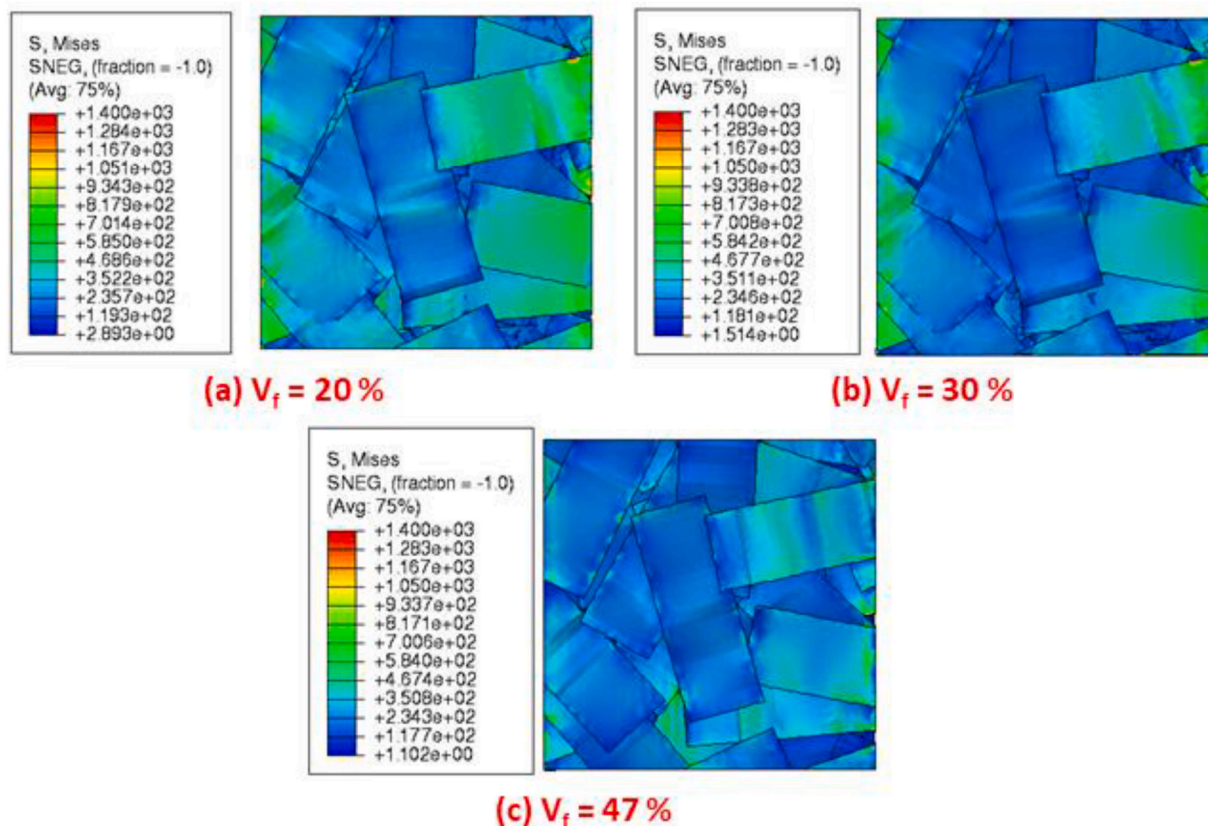 S, Mises
SNEG, (fraction = -1.0)
(Avg: 75%)
+1.400e+03
+1.284e+03
+1.167e+03
+1.051e+03
+9.343e+02
+8.179e+02
+7.014e+02
+5.850e+02
+4.686e+02
+3.522e+02
+2.357e+02
+1.193e+02
+2.893e+00
(a) Vf = 20 %
S, Mises
SNEG, (fraction = -1.0)
(Avg: 75%)
+1.400e+03
+1.283e+03
+1.167e+03
+1.050e+03
+9.338e+02
+8.173e+02
+7.008e+02
+5.842e+02
+4.677e+02
+3.511e+02
+2.346e+02
+1.181e+02
+1.514e+00
(b) Vf = 30 %
S, Mises
SNEG, (fraction = -1.0)
(Avg: 75%)
+1.400e+03
+1.283e+03
+1.167e+03
+1.050e+03
+9.337e+02
+8.171e+02
+7.006e+02
+5.840e+02
+4.674e+02
+3.508e+02
+2.343e+02
+1.177e+02
+1.102e+00
(c) Vf = 47 %